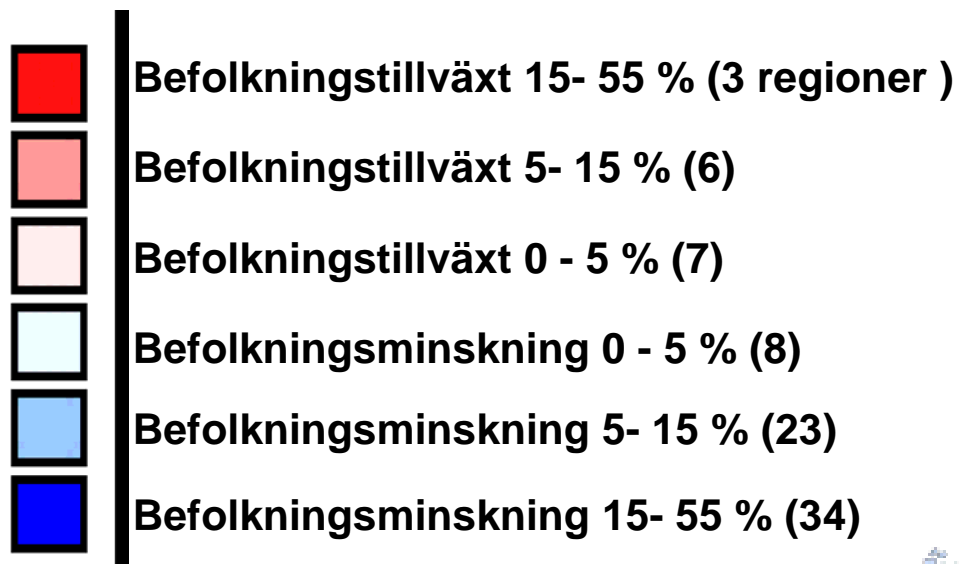 Befolkningstillväxt 15- 55 % (3 regioner )
Befolkningstillväxt 5- 15 % (6)
Befolkningstillväxt 0 - 5 % (7)
Befolkningsminskning 0 - 5 % (8)
Befolkningsminskning 5- 15 % (23)
Befolkningsminskning 15- 55 % (34)